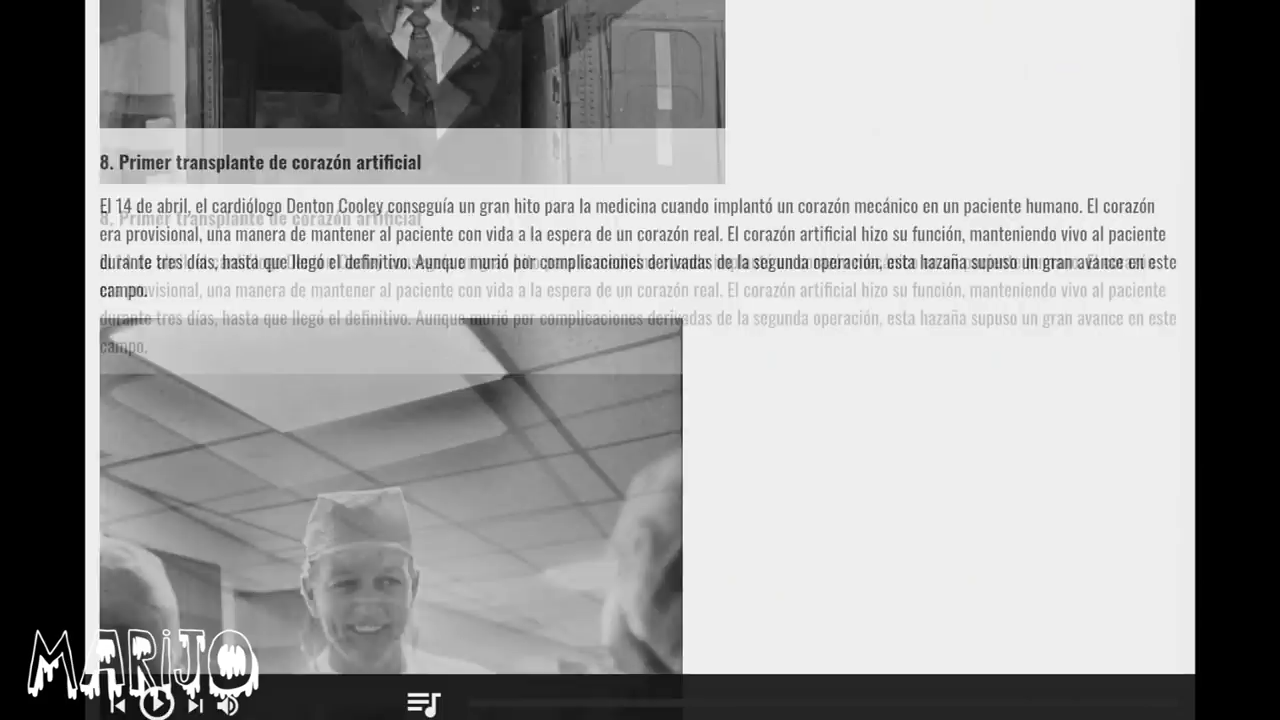 8. Primer transplante de corazón artificial
El 14 de abril, el cardiólogo Denton Cooley conseguía un gran hito para la medicina cuando implantó un corazón mecánico en un paciente humano. El corazón
era provisional, una manera de mantener al paciente con vida a la espera de un corazón real. El corazón artificial hizo su función, manteniendo vivo al paciente
durante tres días, hasta que llegó el definitivo. Aunque murió por complicaciones derivadas de la segunda operación, esta hazaña supuso un gran avance en este
campo.
MARiJO